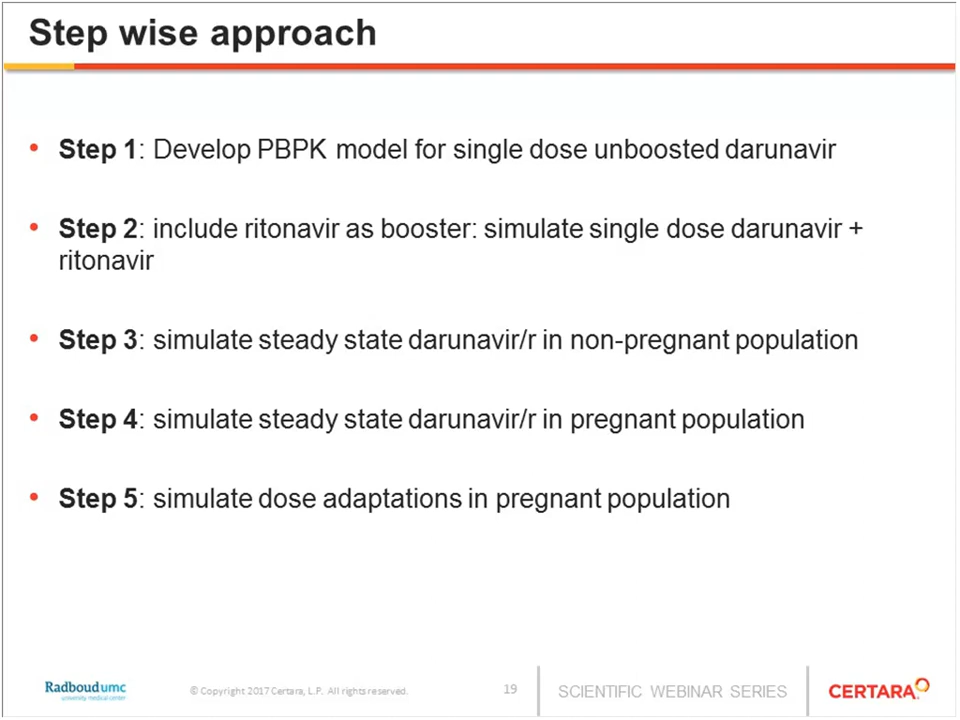 Step wise approach
• Step 1: Develop PBPK model for single dose unboosted darunavir
• Step 2: include ritonavir as booster: simulate single dose darunavir +
ritonavir
• Step 3: simulate steady state darunavir/r in non-pregnant population
• Step 4: simulate steady state darunavir/r in pregnant population
• Step 5: simulate dose adaptations in pregnant population
Radboudumc
university medical center
© Copyright 2017 Certara, L.P. All rights reserved.
19
SCIENTIFIC WEBINAR SERIES
CERTARA